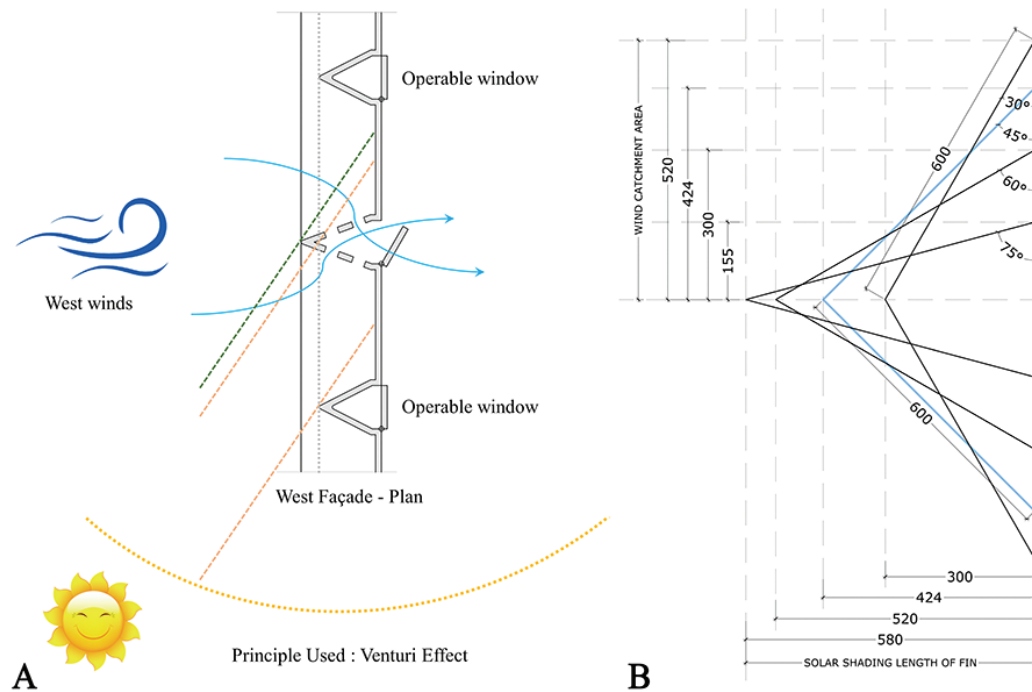 Operable window
West winds
Operable window
West Façade - Plan
Principle Used : Venturi Effect
A
WIND CATCHMENT AREA
520
424
300
155
600
30°
45°
60°
75°
600
300
424
520
580
SOLAR SHADING LENGTH OF FIN
B